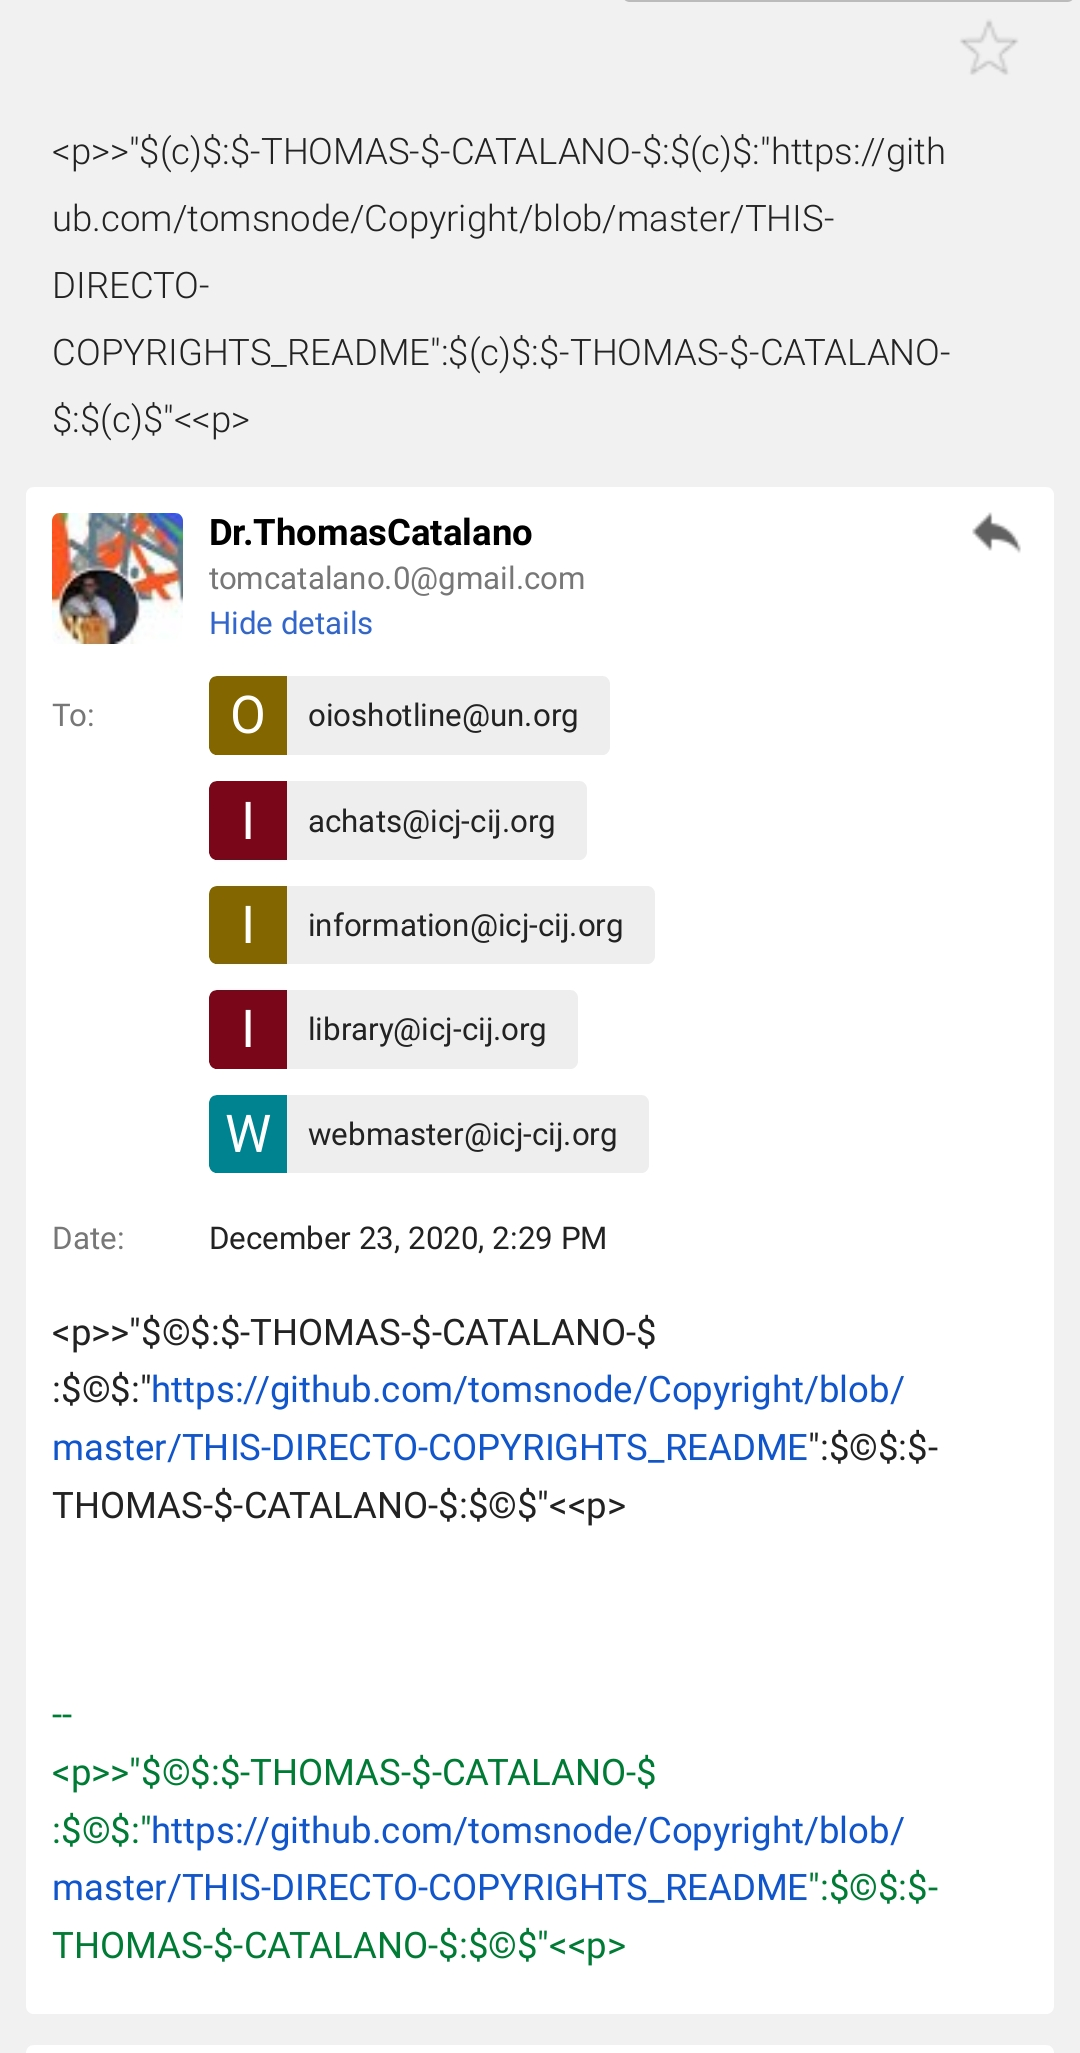 <p>>"$(c)$:$-THOMAS-$-CATALANO-$:$(c)$:"https://gith
ub.com/tomsnode/Copyright/blob/master/THIS-
DIRECTO-
COPYRIGHTS_README":$(c)$:$-THOMAS-$-CATALANO-
$:$(c)$"<<p>
Dr.ThomasCatalano
tomcatalano.0@gmail.com
Hide details
To:
O oioshotline@un.org
I achats@icj-cij.org
I information@icj-cij.org
I library@icj-cij.org
W webmaster@icj-cij.org
Date: December 23, 2020, 2:29 PM
<p>>"$©$:$-THOMAS-$-CATALANO-$
:$©$:"https://github.com/tomsnode/Copyright/blob/
master/THIS-DIRECTO-COPYRIGHTS_README":$©$:$-
THOMAS-$-CATALANO-$:$©$"<<p>
--
<p>>"$©$:$-THOMAS-$-CATALANO-$
:$©$:"https://github.com/tomsnode/Copyright/blob/
master/THIS-DIRECTO-COPYRIGHTS_README":$©$:$-
THOMAS-$-CATALANO-$:$©$"<<p>